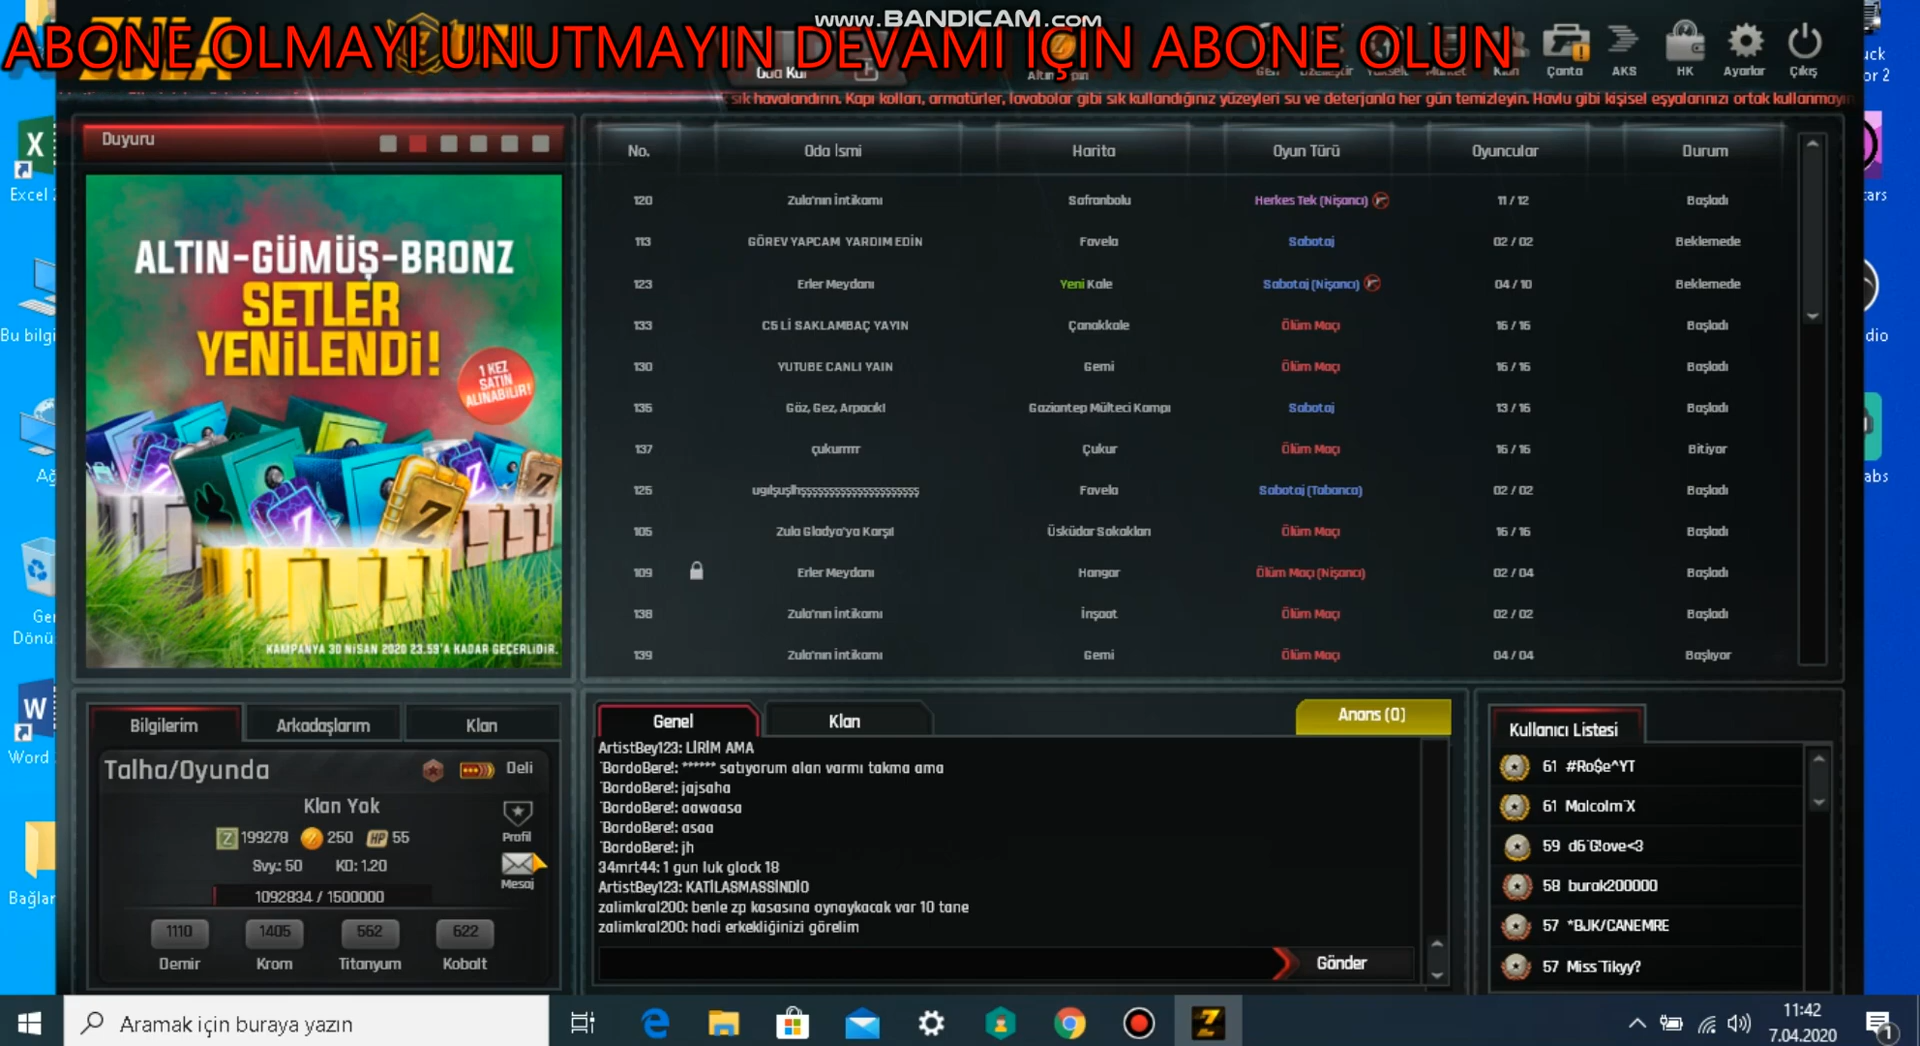 www.BANDICAM.com
ABONE OLMAYI UNUTMAYIN DEVAMI İÇİN ABONE OLUN
ZULA
Oda Kur
Çanta
AKS
HK
Ayarlar
Çıkış
sık havalandırın. Kapı kolları, armatürler, lavabolar gibi sık kullandığınız yüzeyleri su ve deterjanla her gün temizleyin. Havlu gibi kişisel eşyalarınızı ortak kullanmayın
Duyuru
ALTIN-GÜMÜŞ-BRONZ
SETLER
YENİLENDİ!
1 KEZ
SATIN
ALINABİLİR!
KAMPANYA 30 NİSAN 2020 23.59'A KADAR GEÇERLİDİR.
No. Oda İsmi Harita Oyun Türü Oyuncular Durum
120 Zula'nın İntikamı Safranbolu Herkes Tek (Nişancı) 11 / 12 Başladı
113 GÖREV YAPCAM YARDIM EDİN Favela Sabotaj 02 / 02 Beklemede
123 Erler Meydanı Yeni Kale Sabotaj (Nişancı) 04 / 10 Beklemede
133 C5 Lİ SAKLAMBAÇ YAYIN Çanakkale Ölüm Maçı 16 / 16 Başladı
130 YUTUBE CANLI YAIN Gemi Ölüm Maçı 16 / 16 Başladı
135 Göz, Gez, Arpacık! Gaziantep Mülteci Kampı Sabotaj 13 / 16 Başladı
137 çukurrrr Çukur Ölüm Maçı 16 / 16 Bitiyor
125 Favela Sabotaj (Tabanca) 02 / 02 Başladı
105 Zula Gladyo'ya Karşı! Üsküdar Sokakları Ölüm Maçı 16 / 16 Başladı
109 Erler Meydanı Hangar Ölüm Maçı (Nişancı) 02 / 04 Başladı
138 Zula'nın İntikamı İnşaat Ölüm Maçı 02 / 02 Başladı
139 Zula'nın İntikamı Gemi Ölüm Maçı 04 / 04 Başlıyor
Bilgilerim Arkadaşlarım Klan
Talha/Oyunda Deli
Klan Yok
199278 250 HP 55
Profil
Svy: 50 KD: 1.20
Mesaj
1092834 / 1500000
1110 1405 562 622
Demir Krom Titanyum Kobalt
Genel Klan Anons (0)
ArtistBey123: LİRİM AMA
˜BordoBere!: ****** satıyorum alan varmı takma ama
˜BordoBere!: jajsaha
˜BordoBere!: aawaasa
˜BordoBere!: asaa
˜BordoBere!: jh
34mrt44: 1 gun luk glock 18
ArtistBey123: KATİLASMASSİNDİO
zalimkral200: benle zp kasasına oynaykacak var 10 tane
zalimkral200: hadi erkekliğinizi görelim
Gönder
Kullanıcı Listesi
61 #Ro$e^YT
61 Malcolm˜X
59 d6˜G!ove<3
58 burak200000
57 *BJK/CANEMRE
57 Miss˜Tikyy?
Excel
Bu bilgi
Ağ
Ger
Dönü
Word
Bağlar
Aramak için buraya yazın
11:42
7.04.2020
1